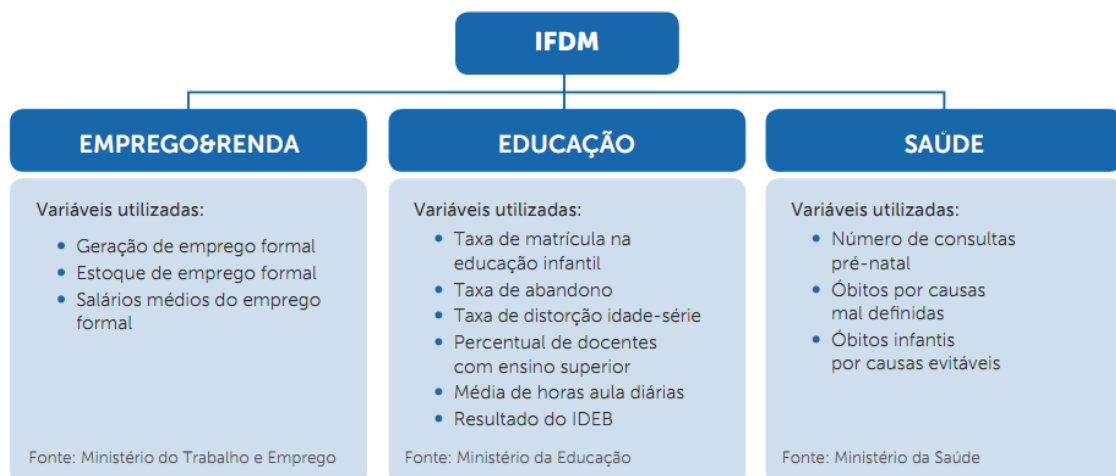 IFDM
EMPREGO&RENDA
Variáveis utilizadas:
• Geração de emprego formal
• Estoque de emprego formal
• Salários médios do emprego
formal
Fonte: Ministério do Trabalho e Emprego
EDUCAÇÃO
Variáveis utilizadas:
• Taxa de matrícula na
educação infantil
• Taxa de abandono
• Taxa de distorção idade-série
• Percentual de docentes
com ensino superior
• Média de horas aula diárias
• Resultado do IDEB
Fonte: Ministério da Educação
SAÚDE
Variáveis utilizadas:
• Número de consultas
pré-natal
• Óbitos por causas
mal definidas
• Óbitos infantis
por causas evitáveis
Fonte: Ministério da Saúde